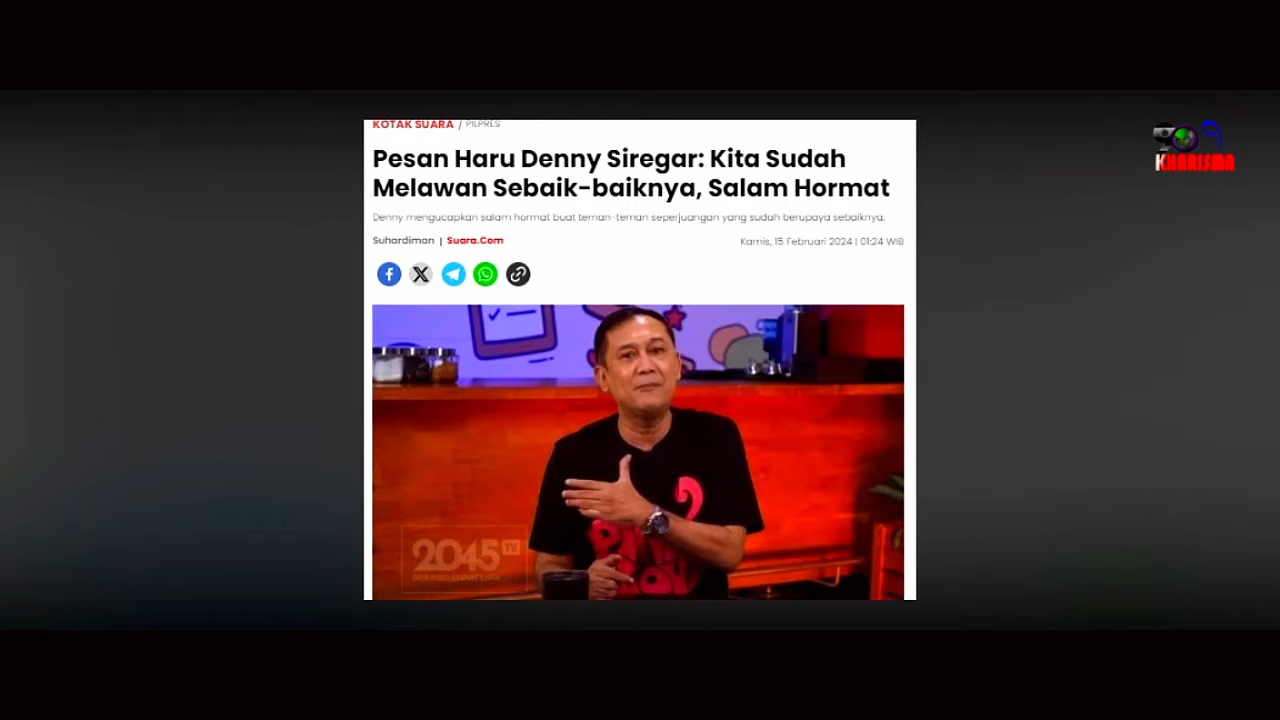 KOTAK SUARA / PILPRES
Pesan Haru Denny Siregar: Kita Sudah
Melawan Sebaik-baiknya, Salam Hormat
Denny mengucapkan salam hormat buat teman-teman seperjuangan yang sudah berupaya sebaiknya.
Suhardiman | Suara.Com
Kamis, 15 Februari 2024 | 01:24 WIB
KHARISMA
2045 TV